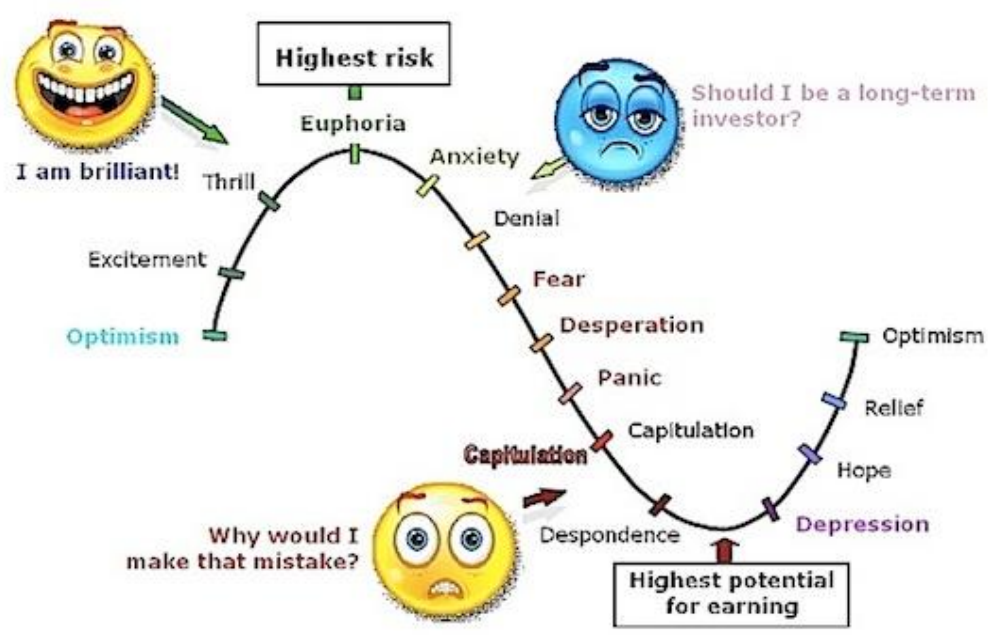 Highest risk
Euphoria
I am brilliant!
Should I be a long-term
investor?
Anxiety
Thrill
Denial
Excitement
Fear
Optimism
Desperation
Optimism
Panic
Relief
Capitulation
Capitulation
Hope
Why would I
make that mistake?
Despondence
Depression
Highest potential
for earning